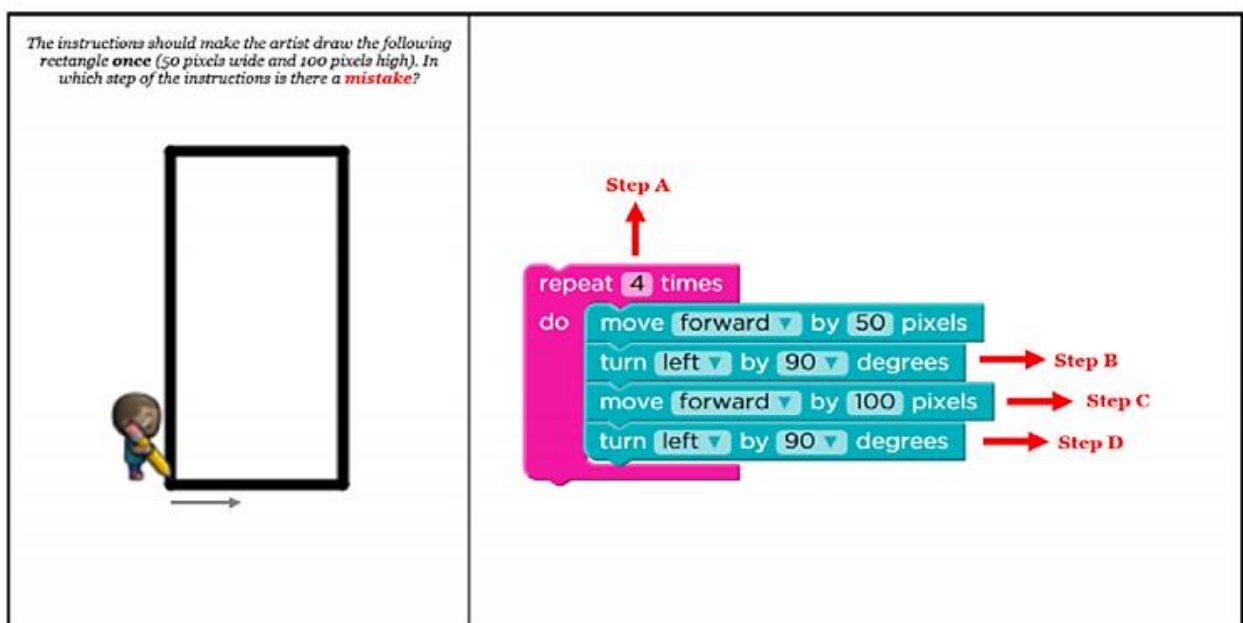 The instructions should make the artist draw the following
rectangle once (50 pixels wide and 100 pixels high). In
which step of the instructions is there a mistake?
Step A
repeat 4 times
do move forward ▼ by 50 pixels
turn left ▼ by 90 ▼ degrees
Step B
move forward ▼ by 100 pixels
Step C
turn left ▼ by 90 ▼ degrees
Step D